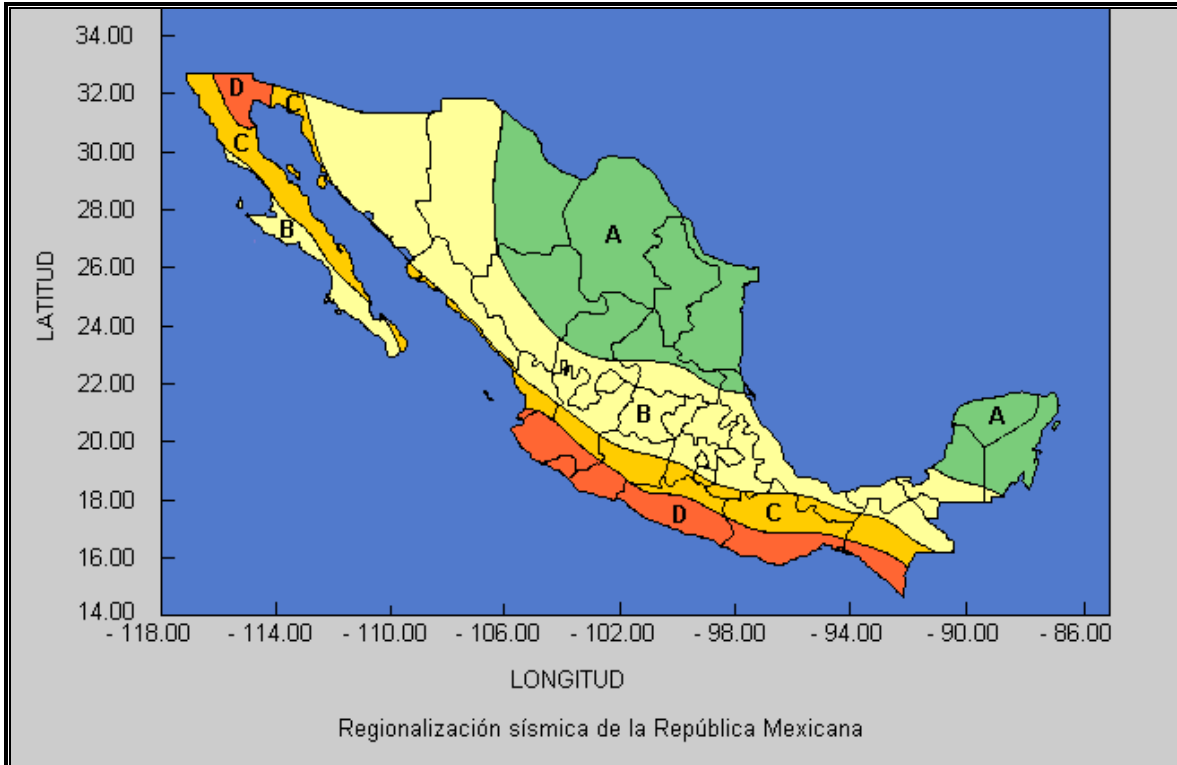 34.00
32.00
30.00
28.00
26.00
24.00
22.00
20.00
18.00
16.00
14.00
LATITUD
D
C
C
B
A
B
A
D
C
- 118.00 - 114.00 - 110.00 - 106.00 - 102.00 - 98.00 - 94.00 - 90.00 - 86.00
LONGITUD
Regionalización sísmica de la República Mexicana